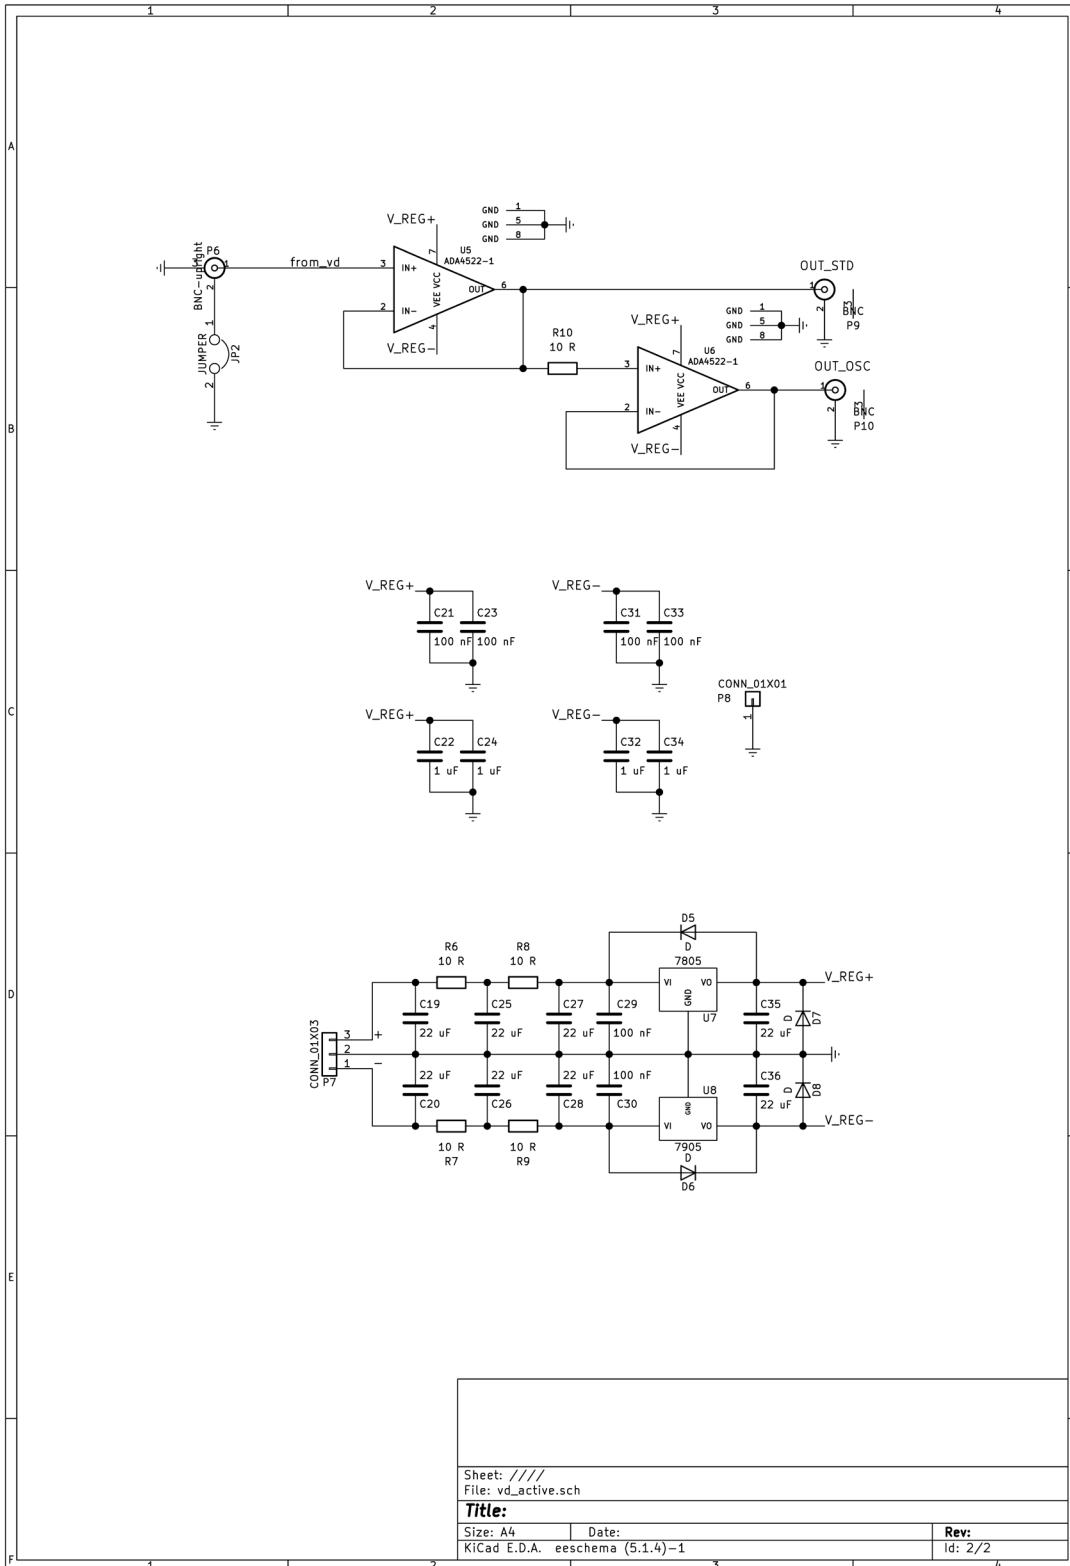 1 2 3 4
A
GND 1
GND 5
GND 8
V_REG+
7
U5
ADA4522-1
P6
BNC-upright
1
2
from_vd
3 IN+
VEE VCC
OUT 6
2 IN-
4
V_REG-
OUT_STD
1
2
3
BNC
P9
1
JUMPER
JP2
2
GND 1
GND 5
GND 8
V_REG+
7
U6
ADA4522-1
R10
10 R
3 IN+
VEE VCC
OUT 6
2 IN-
4
V_REG-
OUT_OSC
1
2
3
BNC
P10
B
V_REG+ V_REG-
C21 C23 C31 C33
100 nF 100 nF 100 nF 100 nF
CONN_01X01
P8
1
C
V_REG+ V_REG-
C22 C24 C32 C34
1 uF 1 uF 1 uF 1 uF
D5
D
R6 R8
10 R 10 R
7805
VI VO
GND
U7
V_REG+
D
C19 C25 C27 C29 C35
22 uF 22 uF 22 uF 100 nF 22 uF
D D7
CONN_01X03
P7
3 +
2
1 -
22 uF 22 uF 22 uF 100 nF C36
C20 C26 C28 C30 22 uF
U8
GND
D D8
VI VO
V_REG-
10 R 10 R 7905
R7 R9 D
D6
E
Sheet: ////
File: vd_active.sch
Title:
Size: A4 Date: Rev:
KiCad E.D.A. eeschema (5.1.4)-1 Id: 2/2
F
1 2 3 4